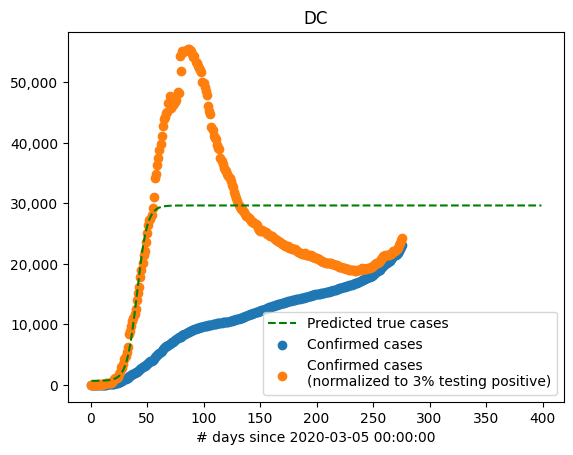 DC
50,000
40,000
30,000
20,000
10,000
0
Predicted true cases
Confirmed cases
Confirmed cases
(normalized to 3% testing positive)
0 50 100 150 200 250 300 350 400
# days since 2020-03-05 00:00:00